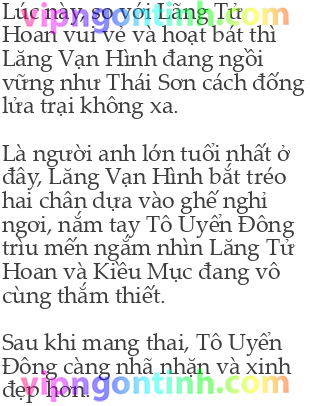 Lúc này, so với Lăng Tử
Hoan vui vẻ và hoạt bát thì
Lăng Vạn Hình đang ngồi
vững như Thái Sơn cách đống
lửa trại không xa.
Là người anh lớn tuổi nhất ở
đây, Lăng Vạn Hình bắt tréo
hai chân dựa vào ghế nghỉ
ngơi, nắm tay Tô Uyển Đông
trìu mến ngắm nhìn Lăng Tử
Hoan và Kiều Mục đang vô
cùng thắm thiết.
Sau khi mang thai, Tô Uyển
Đông càng nhã nhặn và xinh
đẹp hơn.
vipngontinh.com
vipngontinh.com